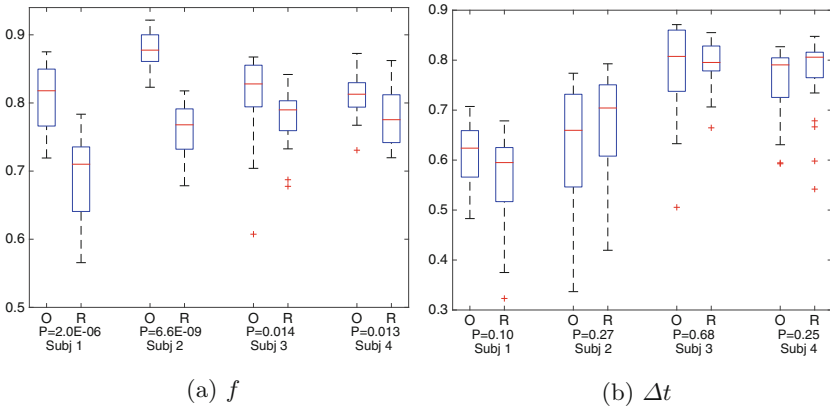 0.9
0.8
0.7
0.6
0.5
O R O R O R O R
P=2.0E-06 P=6.6E-09 P=0.014 P=0.013
Subj 1 Subj 2 Subj 3 Subj 4
(a) f
0.9
0.8
0.7
0.6
0.5
0.4
0.3
O R O R O R O R
P=0.10 P=0.27 P=0.68 P=0.25
Subj 1 Subj 2 Subj 3 Subj 4
(b) Δt